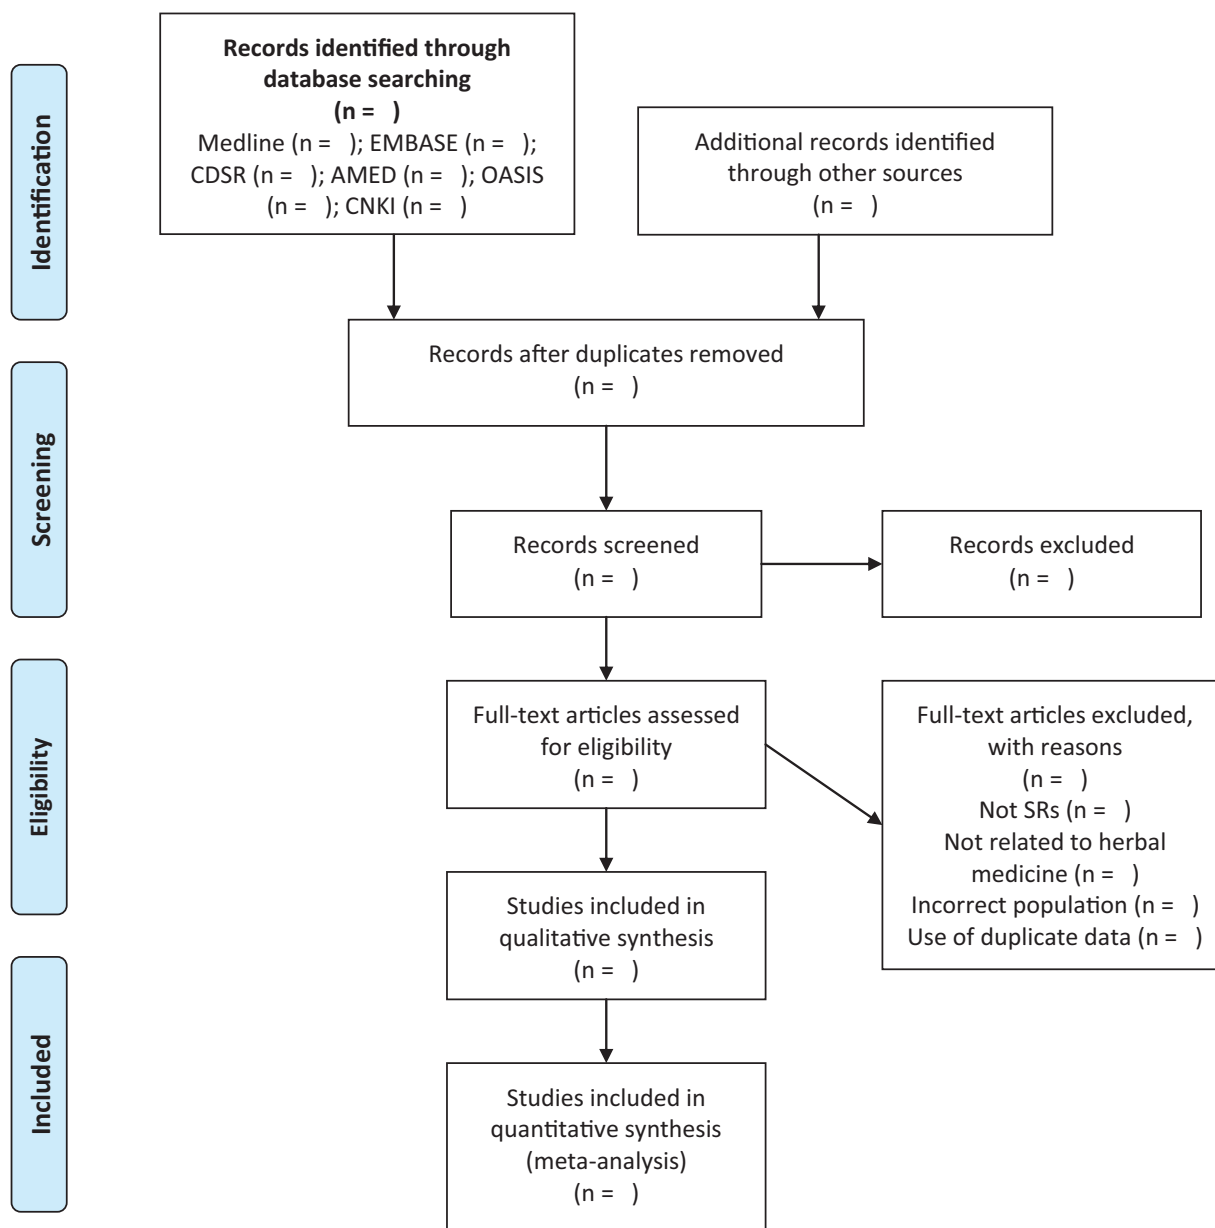 Identification
Records identified through
database searching
(n =   )
Medline (n =   ); EMBASE (n =   );
CDSR (n =   ); AMED (n =   ); OASIS
(n =   ); CNKI (n =   )
Additional records identified
through other sources
(n =   )
Records after duplicates removed
(n =   )
Screening
Records screened
(n =   )
Records excluded
(n =   )
Eligibility
Full-text articles assessed
for eligibility
(n =   )
Full-text articles excluded,
with reasons
(n =   )
Not SRs (n =   )
Not related to herbal
medicine (n =   )
Incorrect population (n =   )
Use of duplicate data (n =   )
Studies included in
qualitative synthesis
(n =   )
Included
Studies included in
quantitative synthesis
(meta-analysis)
(n =   )